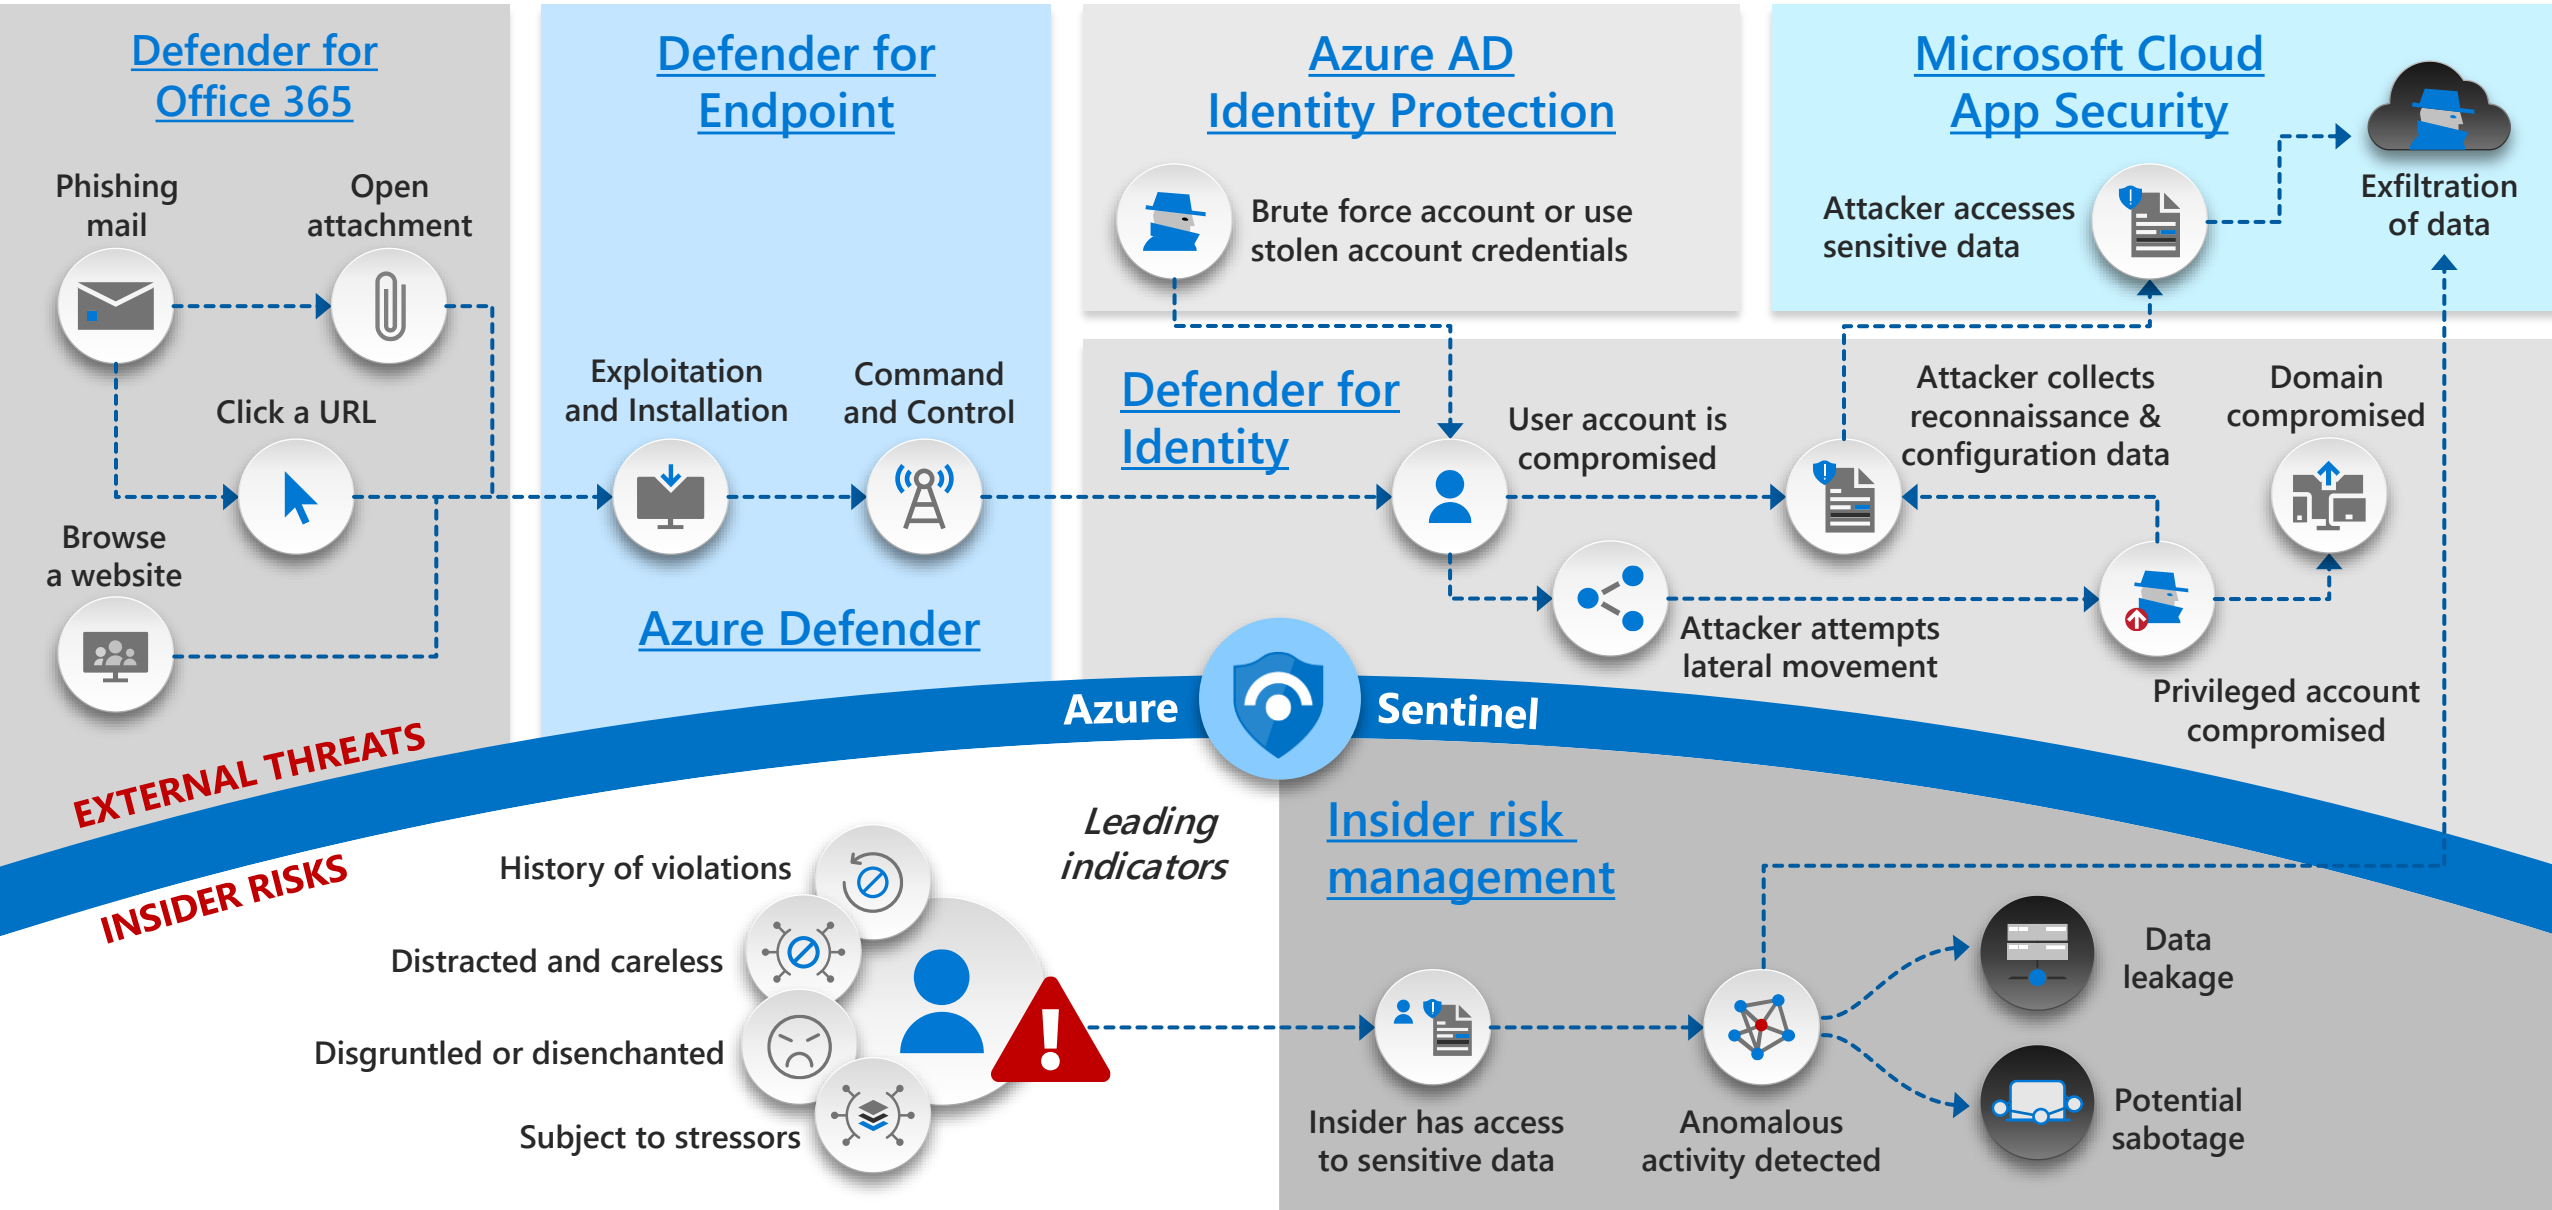 Defender for
Office 365
Phishing
mail
Open
attachment
Click a URL
Browse
a website
Defender for
Endpoint
Exploitation
and Installation
Command
and Control
Azure Defender
Azure AD
Identity Protection
Brute force account or use
stolen account credentials
Microsoft Cloud
App Security
Attacker accesses
sensitive data
Exfiltration
of data
Defender for
Identity
User account is
compromised
Attacker collects
reconnaissance &
configuration data
Domain
compromised
Attacker attempts
lateral movement
Privileged account
compromised
Azure Sentinel
EXTERNAL THREATS
INSIDER RISKS
Leading
indicators
History of violations
Distracted and careless
Disgruntled or disenchanted
Subject to stressors
Insider risk
management
Insider has access
to sensitive data
Anomalous
activity detected
Data
leakage
Potential
sabotage